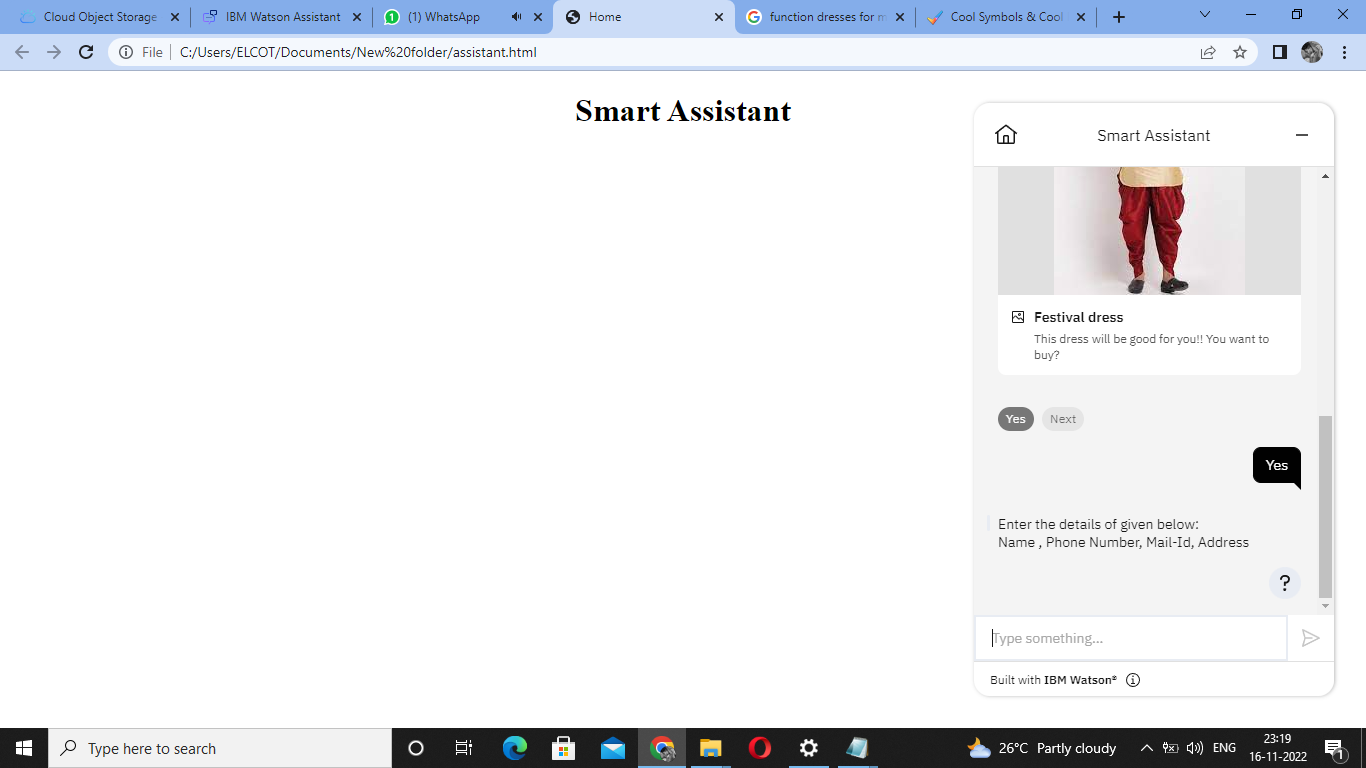 Cloud Object Storage
IBM Watson Assistant
(1) WhatsApp
Home
function dresses for m
Cool Symbols & Cool
File
C:/Users/ELCOT/Documents/New%20folder/assistant.html
Smart Assistant
Smart Assistant
Festival dress
This dress will be good for you!! You want to
buy?
Yes
Next
Yes
Enter the details of given below:
Name , Phone Number, Mail-Id, Address
?
Type something...
Built with IBM Watson®
Type here to search
26°C Partly cloudy
ENG
23:19
16-11-2022
1